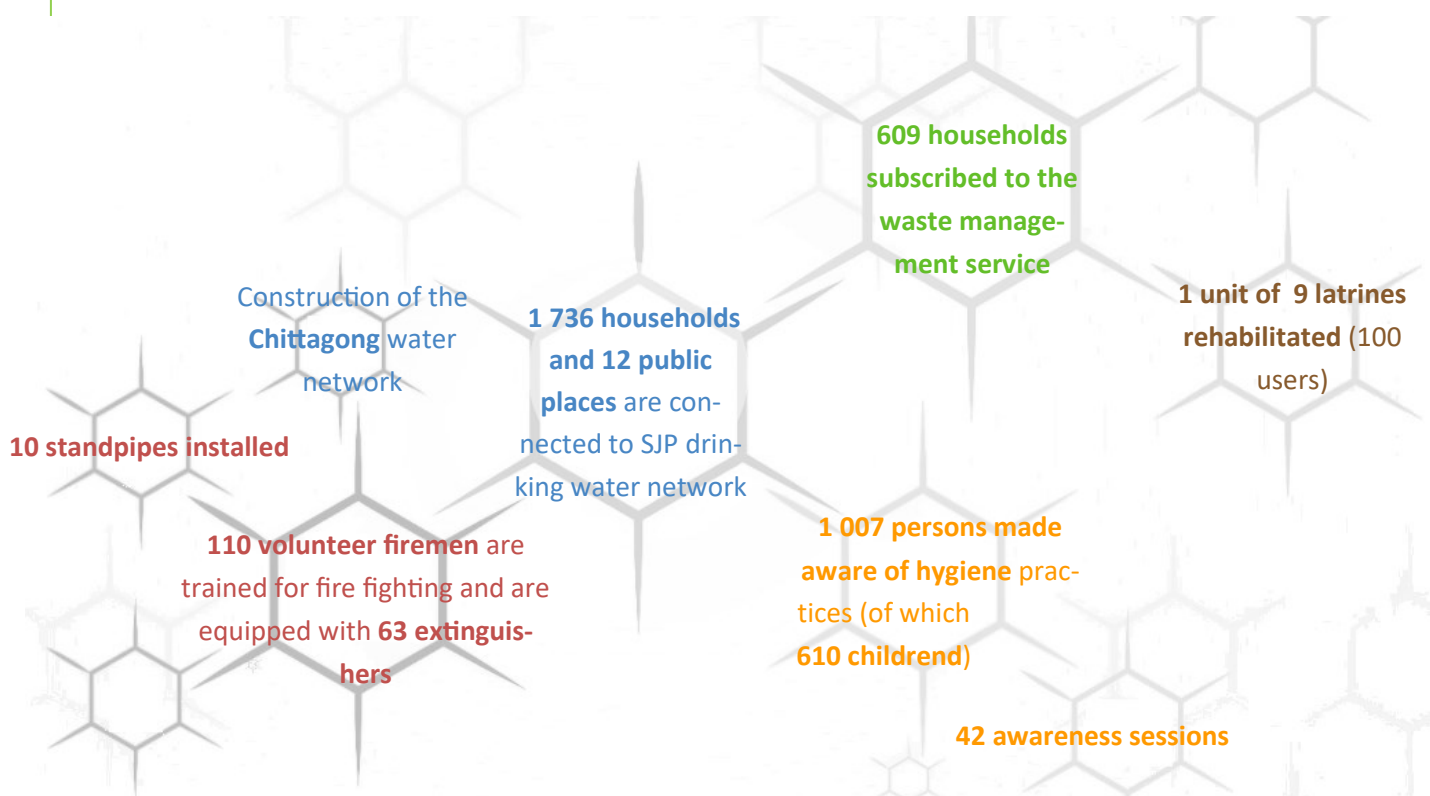 609 households
subscribed to the
waste manage-
ment service
Construction of the
Chittagong water
network
1 736 households
and 12 public
places are con-
nected to SJP drin-
king water network
1 unit of 9 latrines
rehabilitated (100
users)
10 standpipes installed
110 volunteer firemen are
trained for fire fighting and are
equipped with 63 extinguis-
hers
1 007 persons made
aware of hygiene prac-
tices (of which
610 childrend)
42 awareness sessions